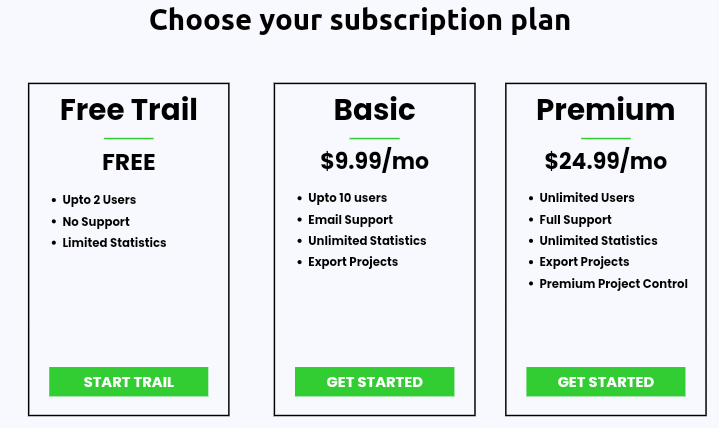 Choose your subscription plan
Free Trail
FREE
Upto 2 Users
No Support
Limited Statistics
START TRAIL
Basic
$9.99/mo
Upto 10 users
Email Support
Unlimited Statistics
Export Projects
GET STARTED
Premium
$24.99/mo
Unlimited Users
Full Support
Unlimited Statistics
Export Projects
Premium Project Control
GET STARTED